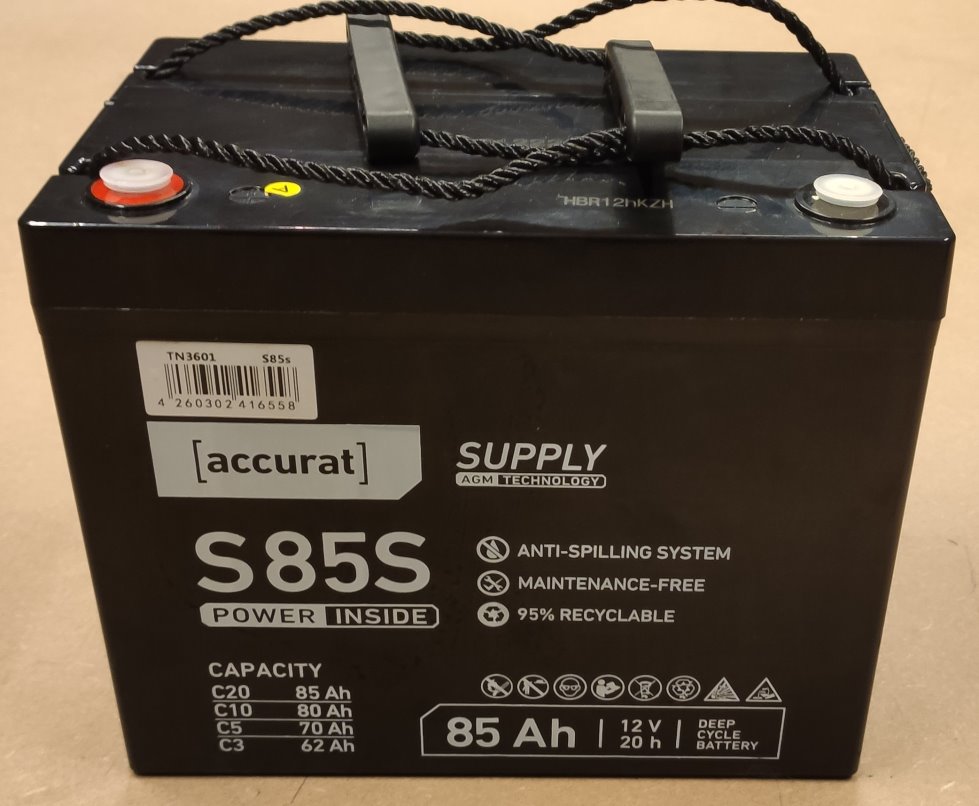 HBR12hKZH
TN3601 S85s
4 260302 416558
[accurat]
SUPPLY
AGM TECHNOLOGY
S85S
POWER INSIDE
ANTI-SPILLING SYSTEM
MAINTENANCE-FREE
95% RECYCLABLE
CAPACITY
C20 85 Ah
C10 80 Ah
C5 70 Ah
C3 62 Ah
85 Ah
12 V
20 h
DEEP
CYCLE
BATTERY